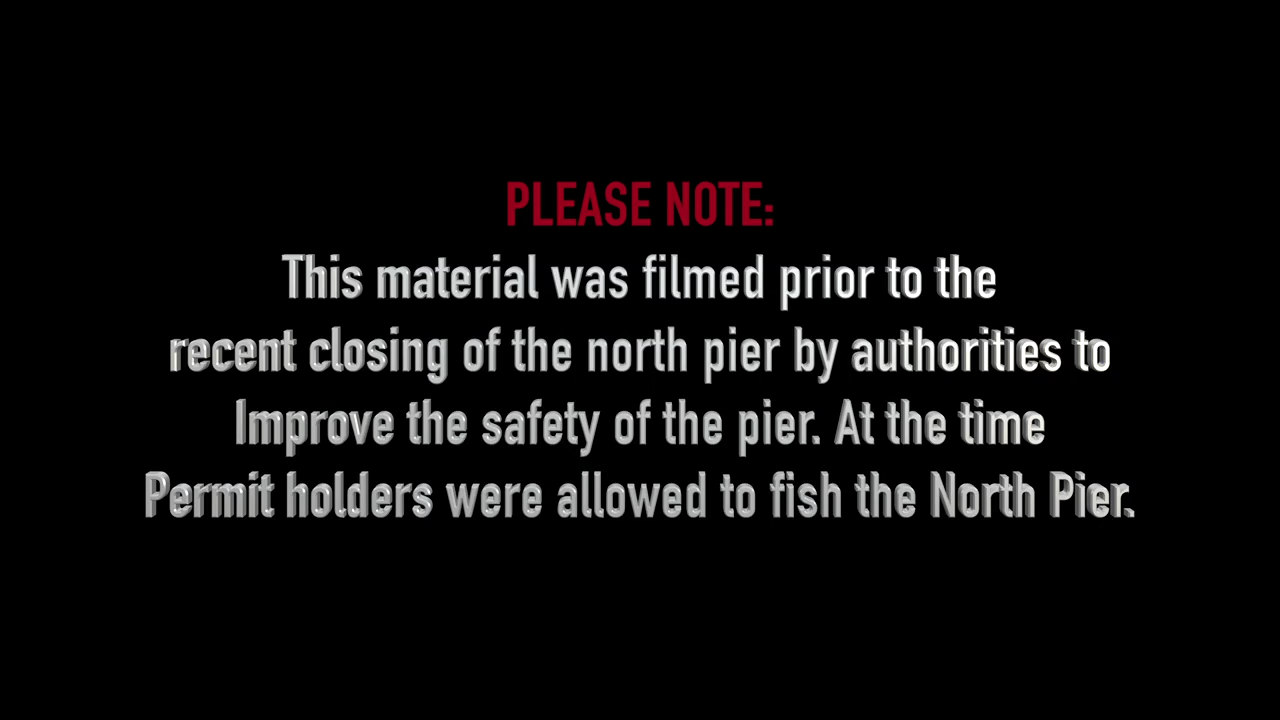 PLEASE NOTE:
This material was filmed prior to the
recent closing of the north pier by authorities to
Improve the safety of the pier. At the time
Permit holders were allowed to fish the North Pier.